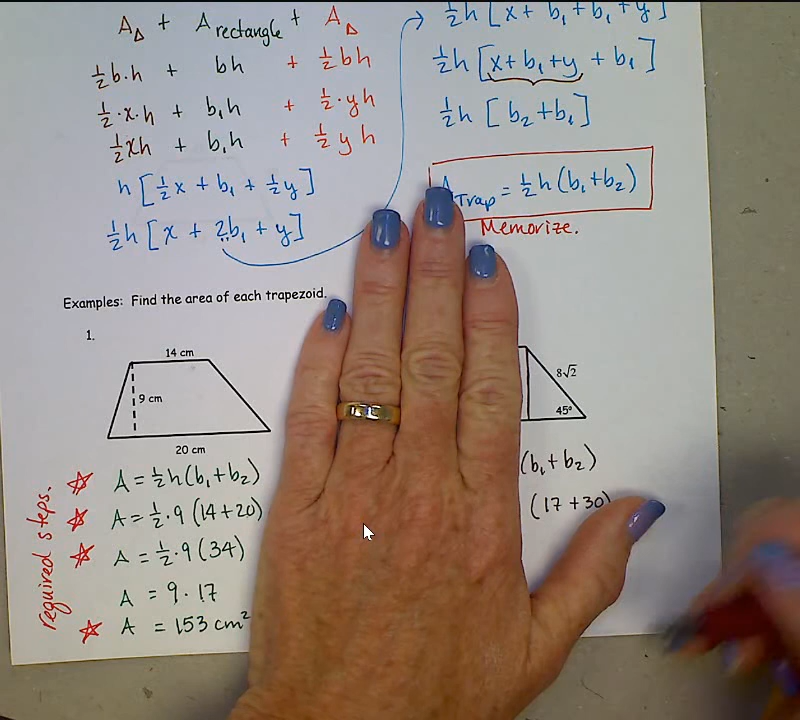 A△ + A rectangle + A△
½b·h + bh + ½bh
½·x·h + b₁h + ½·yh
½xh + b₁h + ½yh
h[½x + b₁ + ½y]
½h[x + 2b₁ + y]
½h[x + b₁ + b₁ + y]
½h[x + b₁ + y + b₁]
½h[b₂ + b₁]
Trap = ½h(b₁+b₂)
Memorize.
Examples: Find the area of each trapezoid.
1.
14 cm
9 cm
20 cm
required steps.
A = ½h(b₁+b₂)
A = ½·9(14+20)
A = ½·9(34)
A = 9·17
A = 153 cm²
8√2
45°
(b₁+b₂)
(17+30)